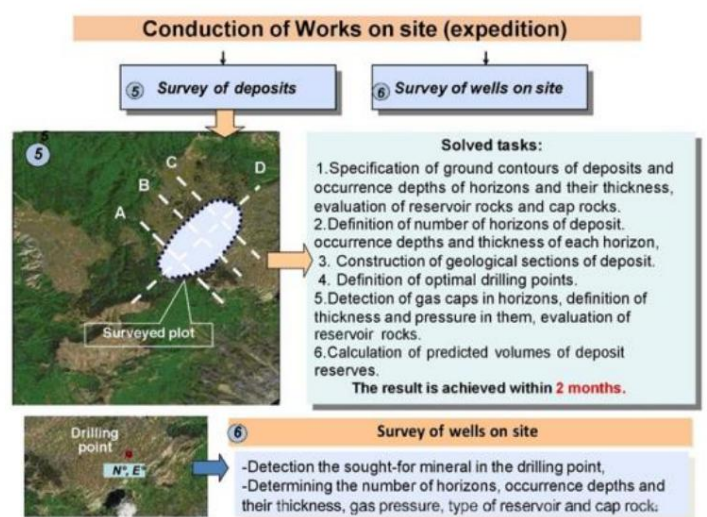 Conduction of Works on site (expedition)
5 Survey of deposits
6 Survey of wells on site
5
5
A
B
C
D
Surveyed plot
Solved tasks:
1.Specification of ground contours of deposits and
occurrence depths of horizons and their thickness,
evaluation of reservoir rocks and cap rocks.
2.Definition of number of horizons of deposit.
occurrence depths and thickness of each horizon,
3. Construction of geological sections of deposit.
4. Definition of optimal drilling points.
5.Detection of gas caps in horizons, definition of
thickness and pressure in them, evaluation of
reservoir rocks.
6.Calculation of predicted volumes of deposit
reserves.
The result is achieved within 2 months.
Drilling
point
N°, E°
6 Survey of wells on site
-Detection the sought-for mineral in the drilling point,
-Determining the number of horizons, occurrence depths and
their thickness, gas pressure, type of reservoir and cap rock.